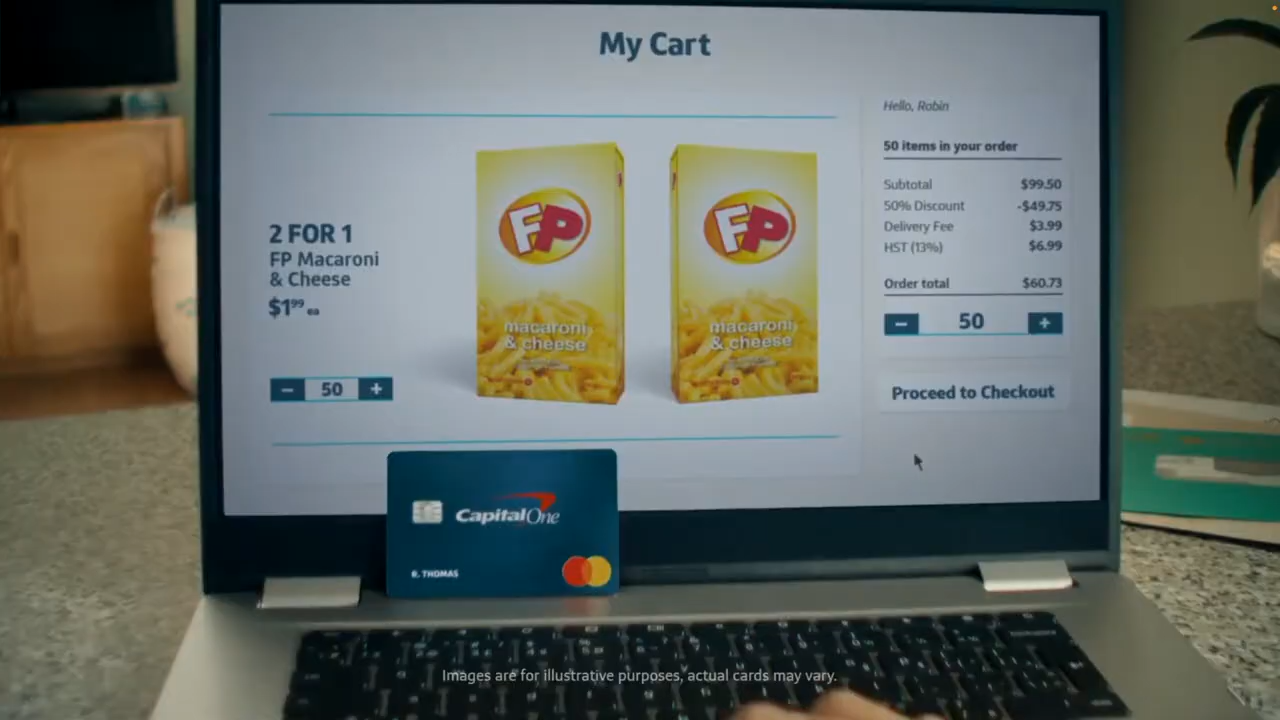 My Cart
2 FOR 1
FP Macaroni
& Cheese
$1⁹⁹ ea
− 50 +
FP
macaroni
& cheese
FP
macaroni
& cheese
Hello, Robin
50 items in your order
Subtotal $99.50
50% Discount -$49.75
Delivery Fee $3.99
HST (13%) $6.99
Order total $60.73
− 50 +
Proceed to Checkout
Capital One
R. THOMAS
Images are for illustrative purposes, actual cards may vary.